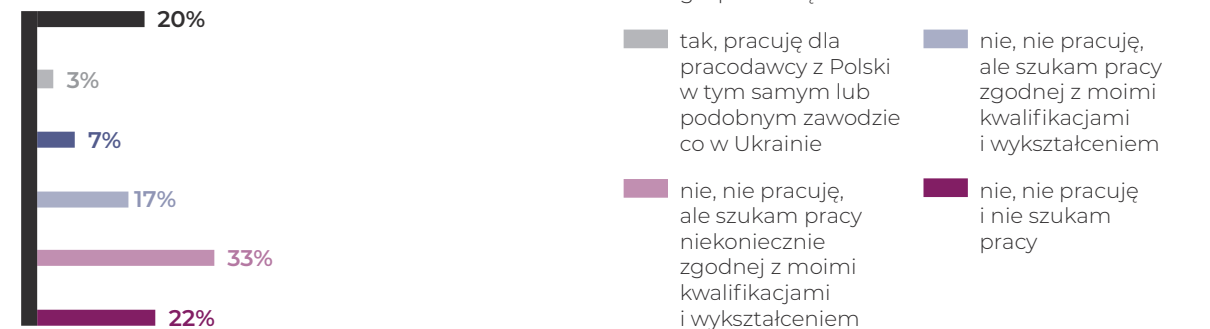 20%
3%
7%
17%
33%
22%
tak, pracuję dla
pracodawcy z Polski
w tym samym lub
podobnym zawodzie
co w Ukrainie
nie, nie pracuję,
ale szukam pracy
zgodnej z moimi
kwalifikacjami
i wykształceniem
nie, nie pracuję,
ale szukam pracy
niekoniecznie
zgodnej z moimi
kwalifikacjami
i wykształceniem
nie, nie pracuję
i nie szukam
pracy